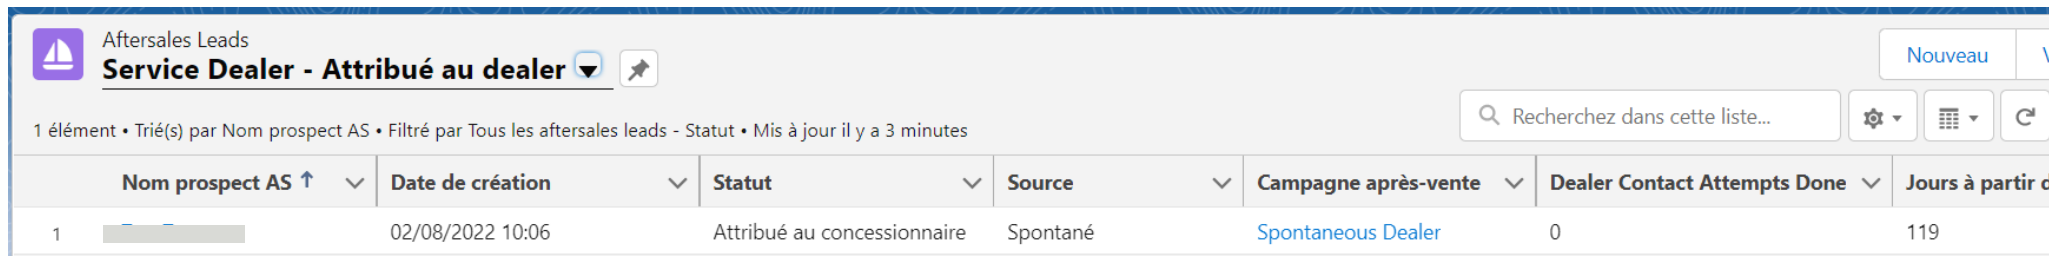 Aftersales Leads
Service Dealer - Attribué au dealer
Nouveau
1 élément • Trié(s) par Nom prospect AS • Filtré par Tous les aftersales leads - Statut • Mis à jour il y a 3 minutes
Recherchez dans cette liste...
Nom prospect AS Date de création Statut Source Campagne après-vente Dealer Contact Attempts Done Jours à partir
1 02/08/2022 10:06 Attribué au concessionnaire Spontané Spontaneous Dealer 0 119